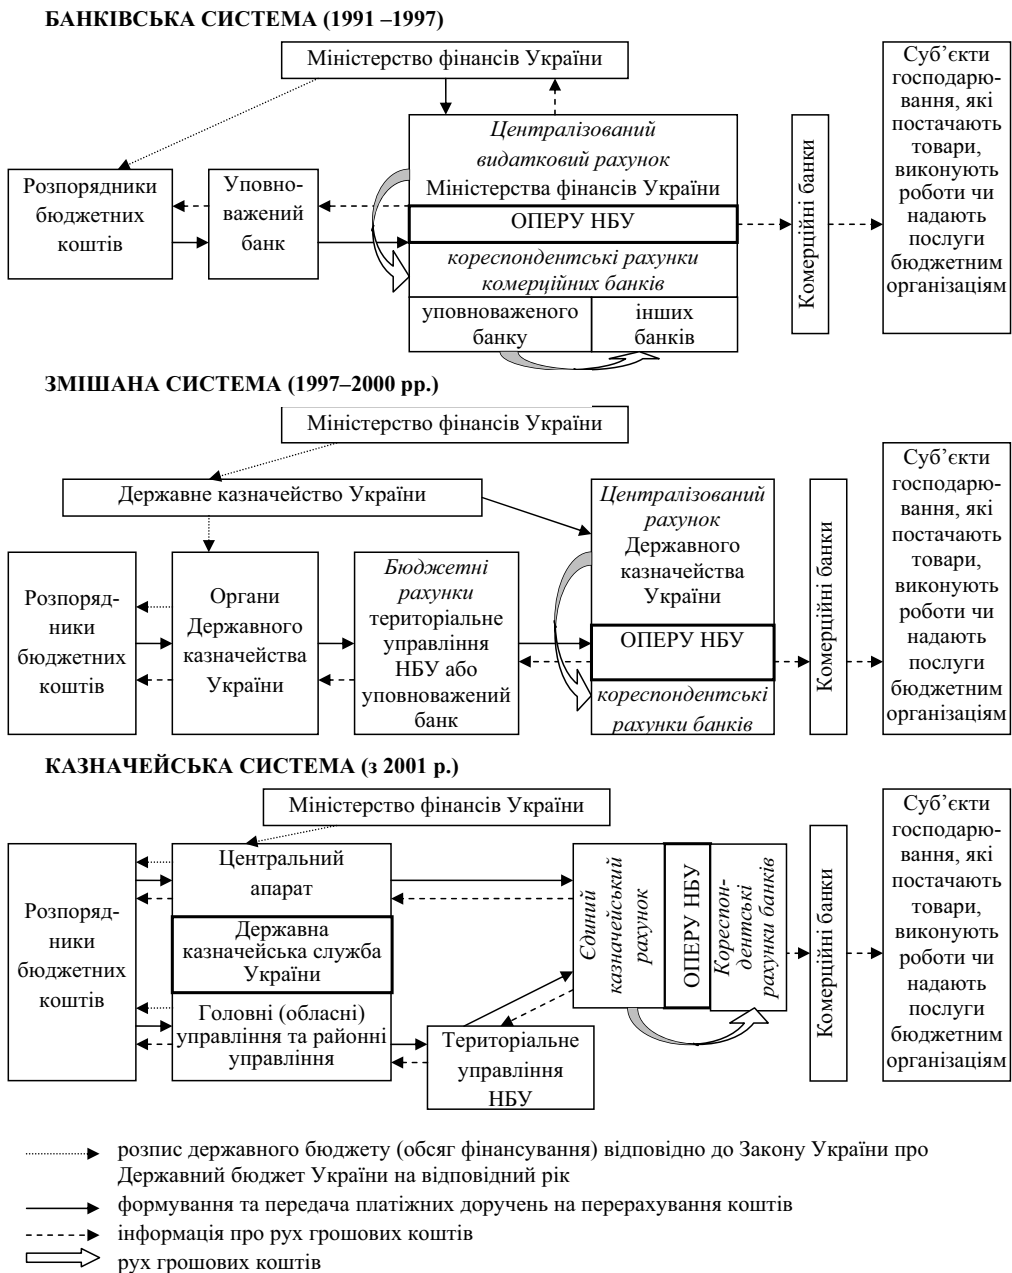 БАНКІВСЬКА СИСТЕМА (1991 –1997)
Міністерство фінансів України
Розпорядники
бюджетних
коштів
Уповно-
важений
банк
Централізований
видатковий рахунок
Міністерства фінансів України
ОПЕРУ НБУ
кореспондентські рахунки
комерційних банків
уповноваженого
банку
інших
банків
Комерційні банки
Суб’єкти
господарю-
вання, які
постачають
товари,
виконують
роботи чи
надають
послуги
бюджетним
організаціям
ЗМІШАНА СИСТЕМА (1997–2000 рр.)
Міністерство фінансів України
Державне казначейство України
Розпоряд-
ники
бюджетних
коштів
Органи
Державного
казначейства
України
Бюджетні
рахунки
територіальне
управління
НБУ або
уповноважений
банк
Централізований
рахунок
Державного
казначейства
України
ОПЕРУ НБУ
кореспондентські
рахунки банків
Комерційні банки
Суб’єкти
господарю-
вання, які
постачають
товари,
виконують
роботи чи
надають
послуги
бюджетним
організаціям
КАЗНАЧЕЙСЬКА СИСТЕМА (з 2001 р.)
Міністерство фінансів України
Розпоряд-
ники
бюджетних
коштів
Центральний
апарат
Державна
казначейська служба
України
Головні (обласні)
управління та районні
управління
Територіальне
управління
НБУ
Єдиний
казначейський
рахунок
ОПЕРУ НБУ
Кореспон-
дентські
рахунки банків
Комерційні банки
Суб’єкти
господарю-
вання, які
постачають
товари,
виконують
роботи чи
надають
послуги
бюджетним
організаціям
розпис державного бюджету (обсяг фінансування) відповідно до Закону України про
Державний бюджет України на відповідний рік
формування та передача платіжних доручень на перерахування коштів
інформація про рух грошових коштів
рух грошових коштів